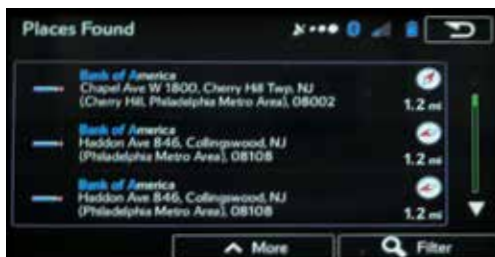 Places Found
Bank of America
Chapel Ave W 1800, Cherry Hill Twp, NJ
(Cherry Hill, Philadelphia Metro Area), 08002
1.2 mi
Bank of America
Haddon Ave 846, Collingswood, NJ
(Philadelphia Metro Area), 08108
1.2 mi
Bank of America
Haddon Ave 846, Collingswood, NJ
(Philadelphia Metro Area), 08108
1.2 mi
More
Filter